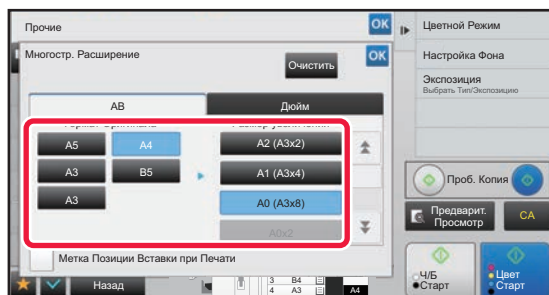 Прочие
OK
Многостр. Расширение
Очистить
OK
AB
Дюйм
A5
A4
A2 (A3x2)
A3
B5
A1 (A3x4)
A3
A0 (A3x8)
A0x2
Метка Позиции Вставки при Печати
Назад
3 B4
4 A3
A4
Цветной Режим
Настройка Фона
Экспозиция
Выбрать Тип/Экспозицию
Проб. Копия
Предварит.
Просмотр
CA
Ч/Б
Старт
Цвет
Старт